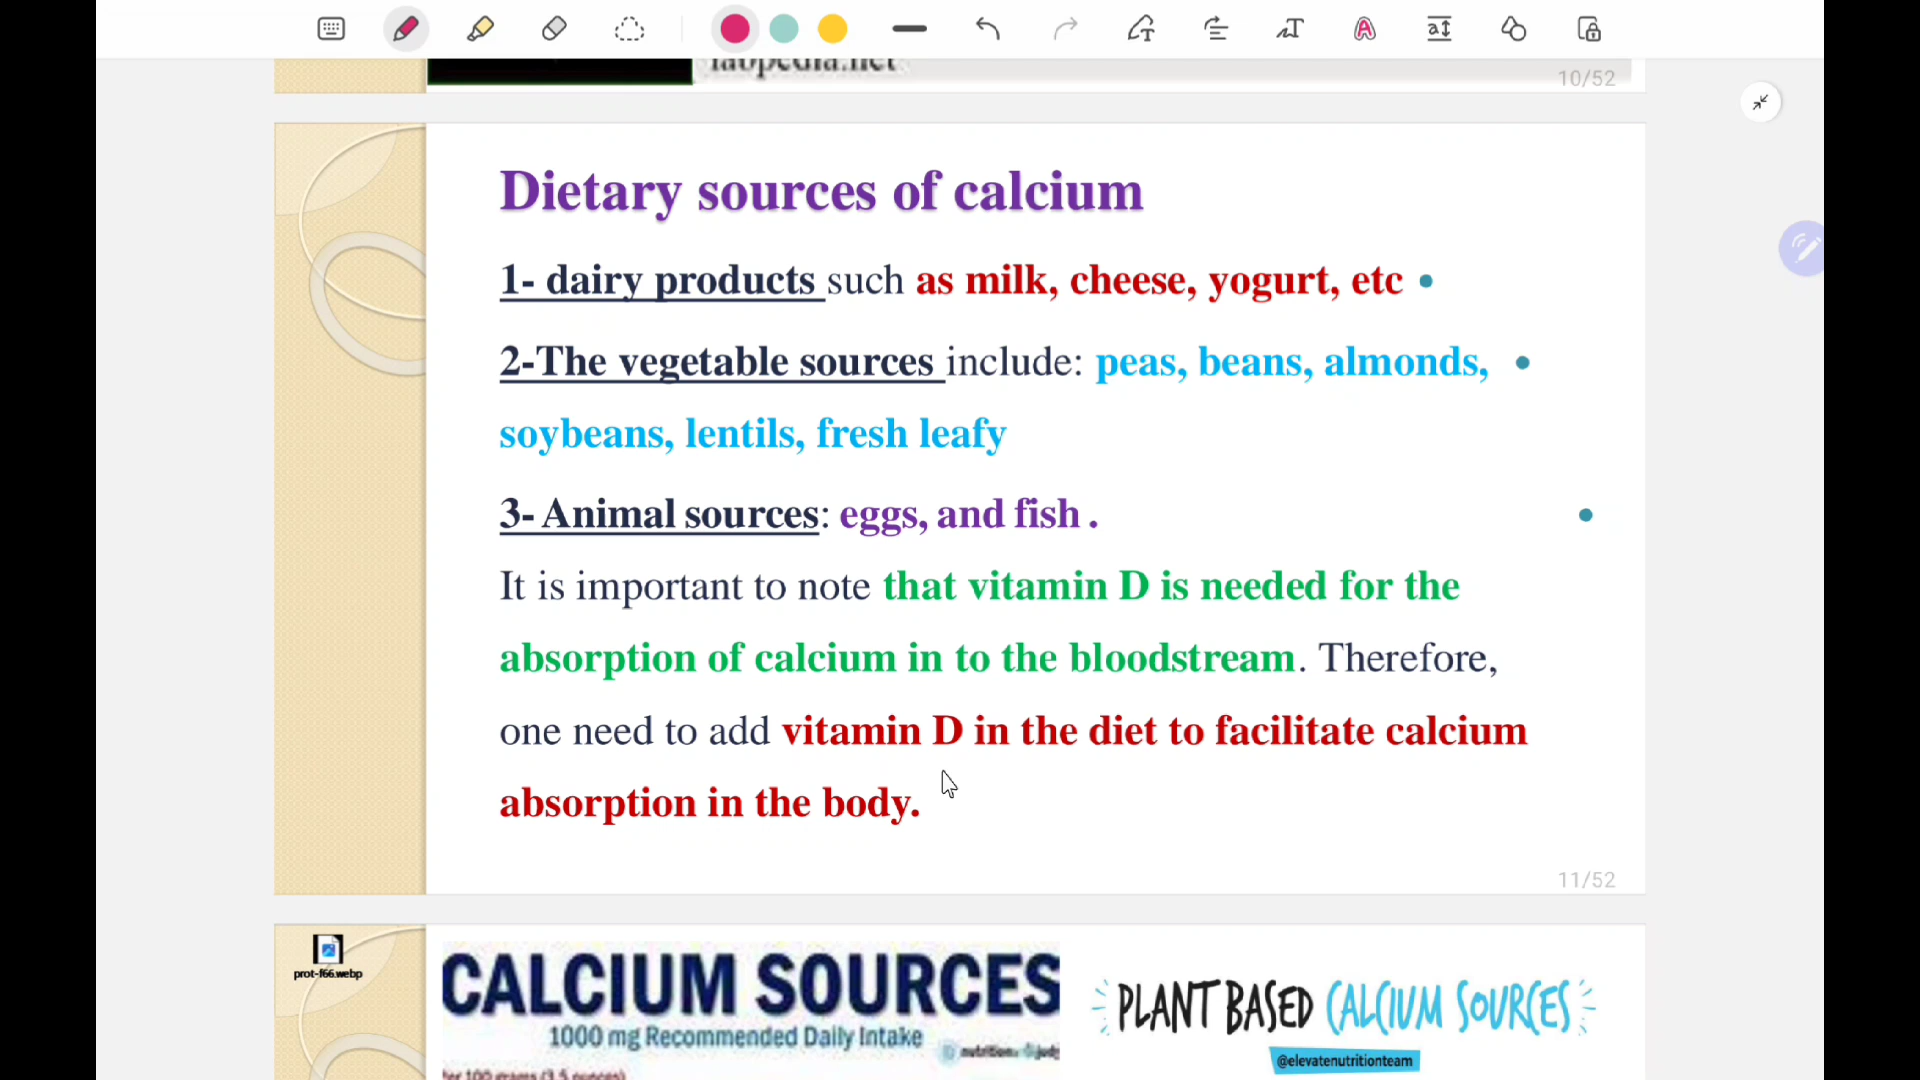 labpedia.net
10/52
Dietary sources of calcium
1- dairy products such as milk, cheese, yogurt, etc •
2-The vegetable sources include: peas, beans, almonds, •
soybeans, lentils, fresh leafy
3- Animal sources: eggs, and fish . •
It is important to note that vitamin D is needed for the
absorption of calcium in to the bloodstream. Therefore,
one need to add vitamin D in the diet to facilitate calcium
absorption in the body.
11/52
prot-f66.webp
CALCIUM SOURCES
1000 mg Recommended Daily Intake
PLANT BASED CALCIUM SOURCES
@elevatenutritionteam